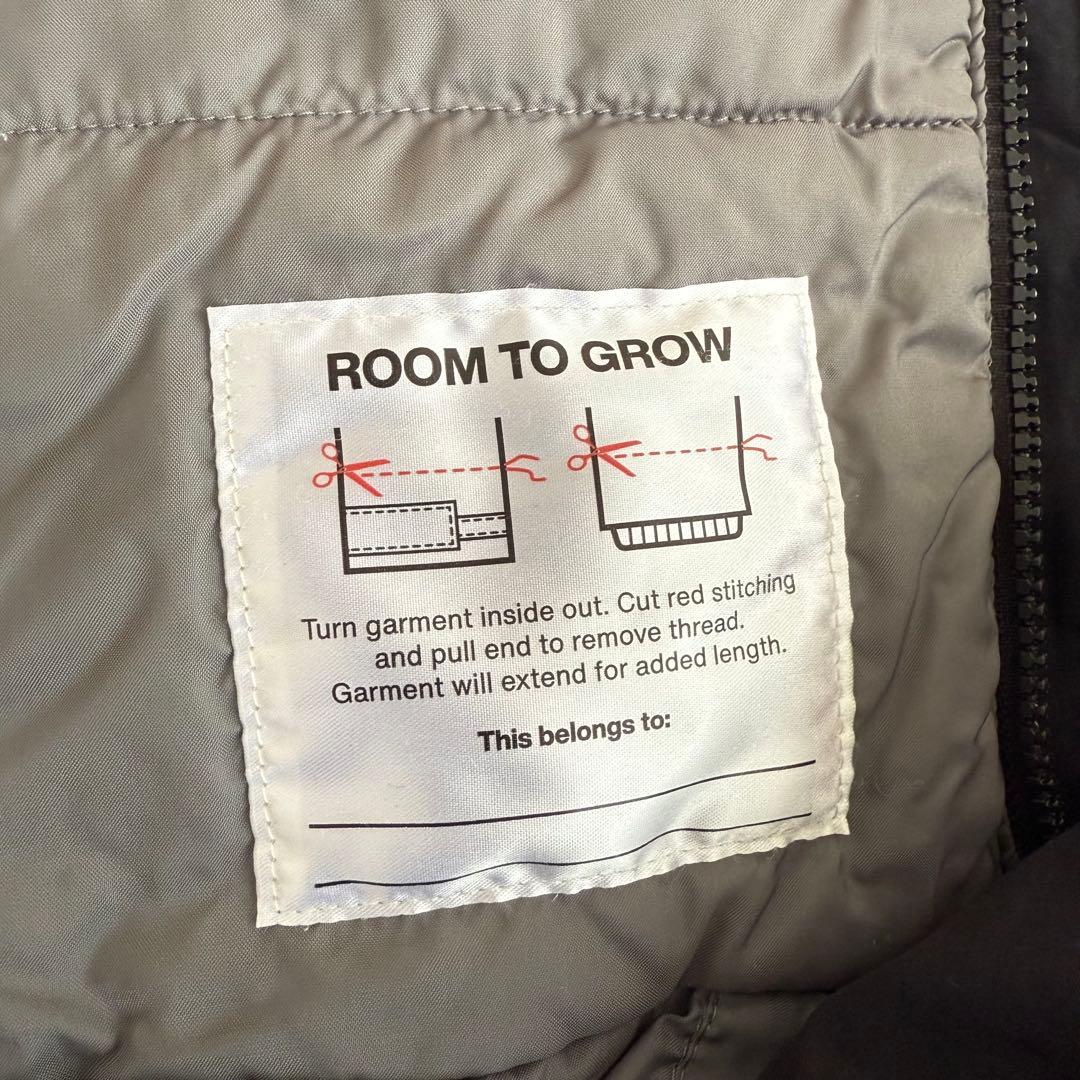 ROOM TO GROW
Turn garment inside out. Cut red stitching
and pull end to remove thread.
Garment will extend for added length.
This belongs to: